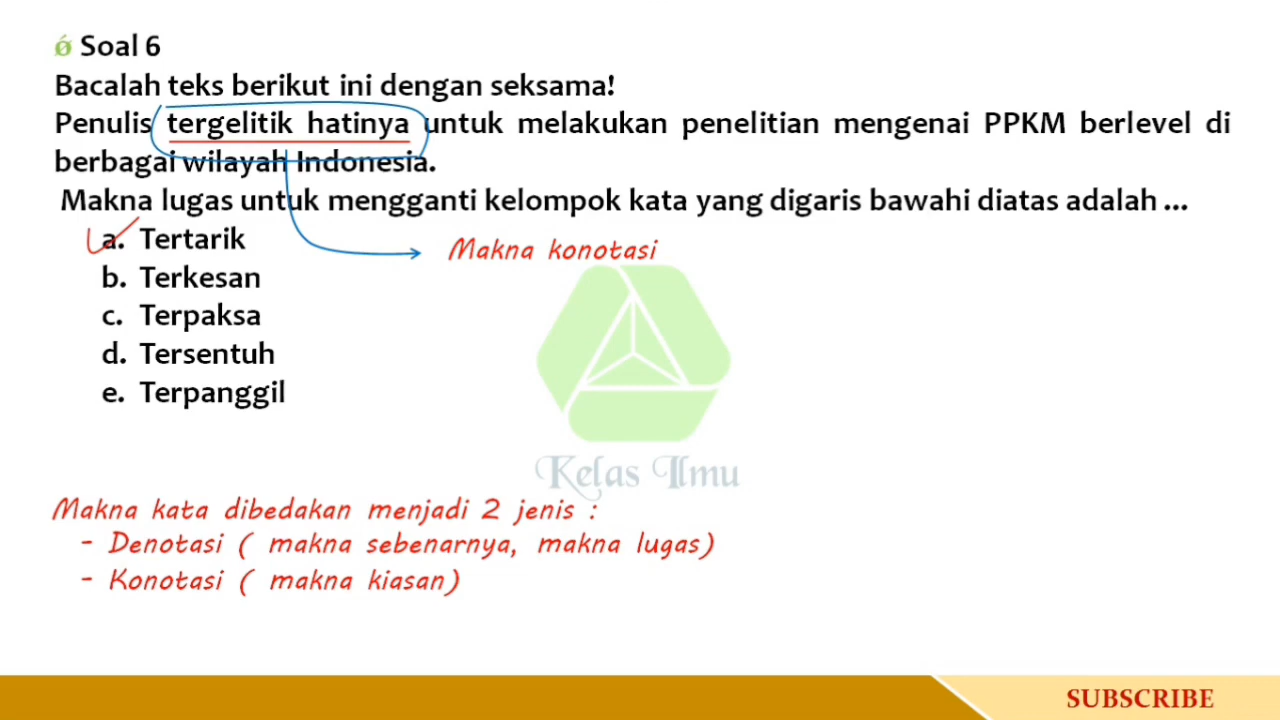 ǿ Soal 6
Bacalah teks berikut ini dengan seksama!
Penulis tergelitik hatinya untuk melakukan penelitian mengenai PPKM berlevel di
berbagai wilayah Indonesia.
Makna lugas untuk mengganti kelompok kata yang digaris bawahi diatas adalah ...
a. Tertarik
Makna konotasi
b. Terkesan
c. Terpaksa
d. Tersentuh
e. Terpanggil
Kelas Ilmu
Makna kata dibedakan menjadi 2 jenis :
- Denotasi ( makna sebenarnya, makna lugas)
- Konotasi ( makna kiasan)
SUBSCRIBE